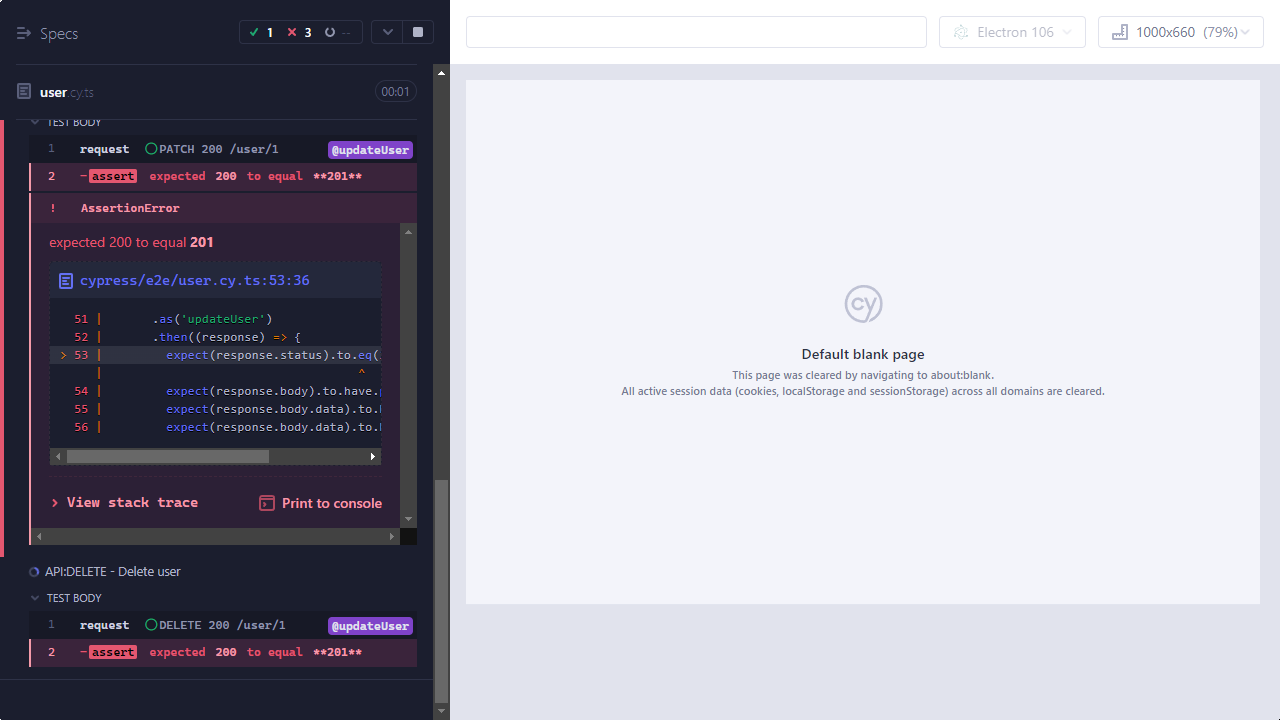 Specs
1
3
--
Electron 106
1000x660 (79%)
user.cy.ts
00:01
TEST BODY
1 request PATCH 200 /user/1 @updateUser
2 -assert expected 200 to equal **201**
! AssertionError
expected 200 to equal 201
cypress/e2e/user.cy.ts:53:36
51 | .as('updateUser')
52 | .then((response) => {
> 53 | expect(response.status).to.eq(
| ^
54 | expect(response.body).to.have.
55 | expect(response.body.data).to.
56 | expect(response.body.data).to.
View stack trace
Print to console
API:DELETE - Delete user
TEST BODY
1 request DELETE 200 /user/1 @updateUser
2 -assert expected 200 to equal **201**
cy
Default blank page
This page was cleared by navigating to about:blank.
All active session data (cookies, localStorage and sessionStorage) across all domains are cleared.